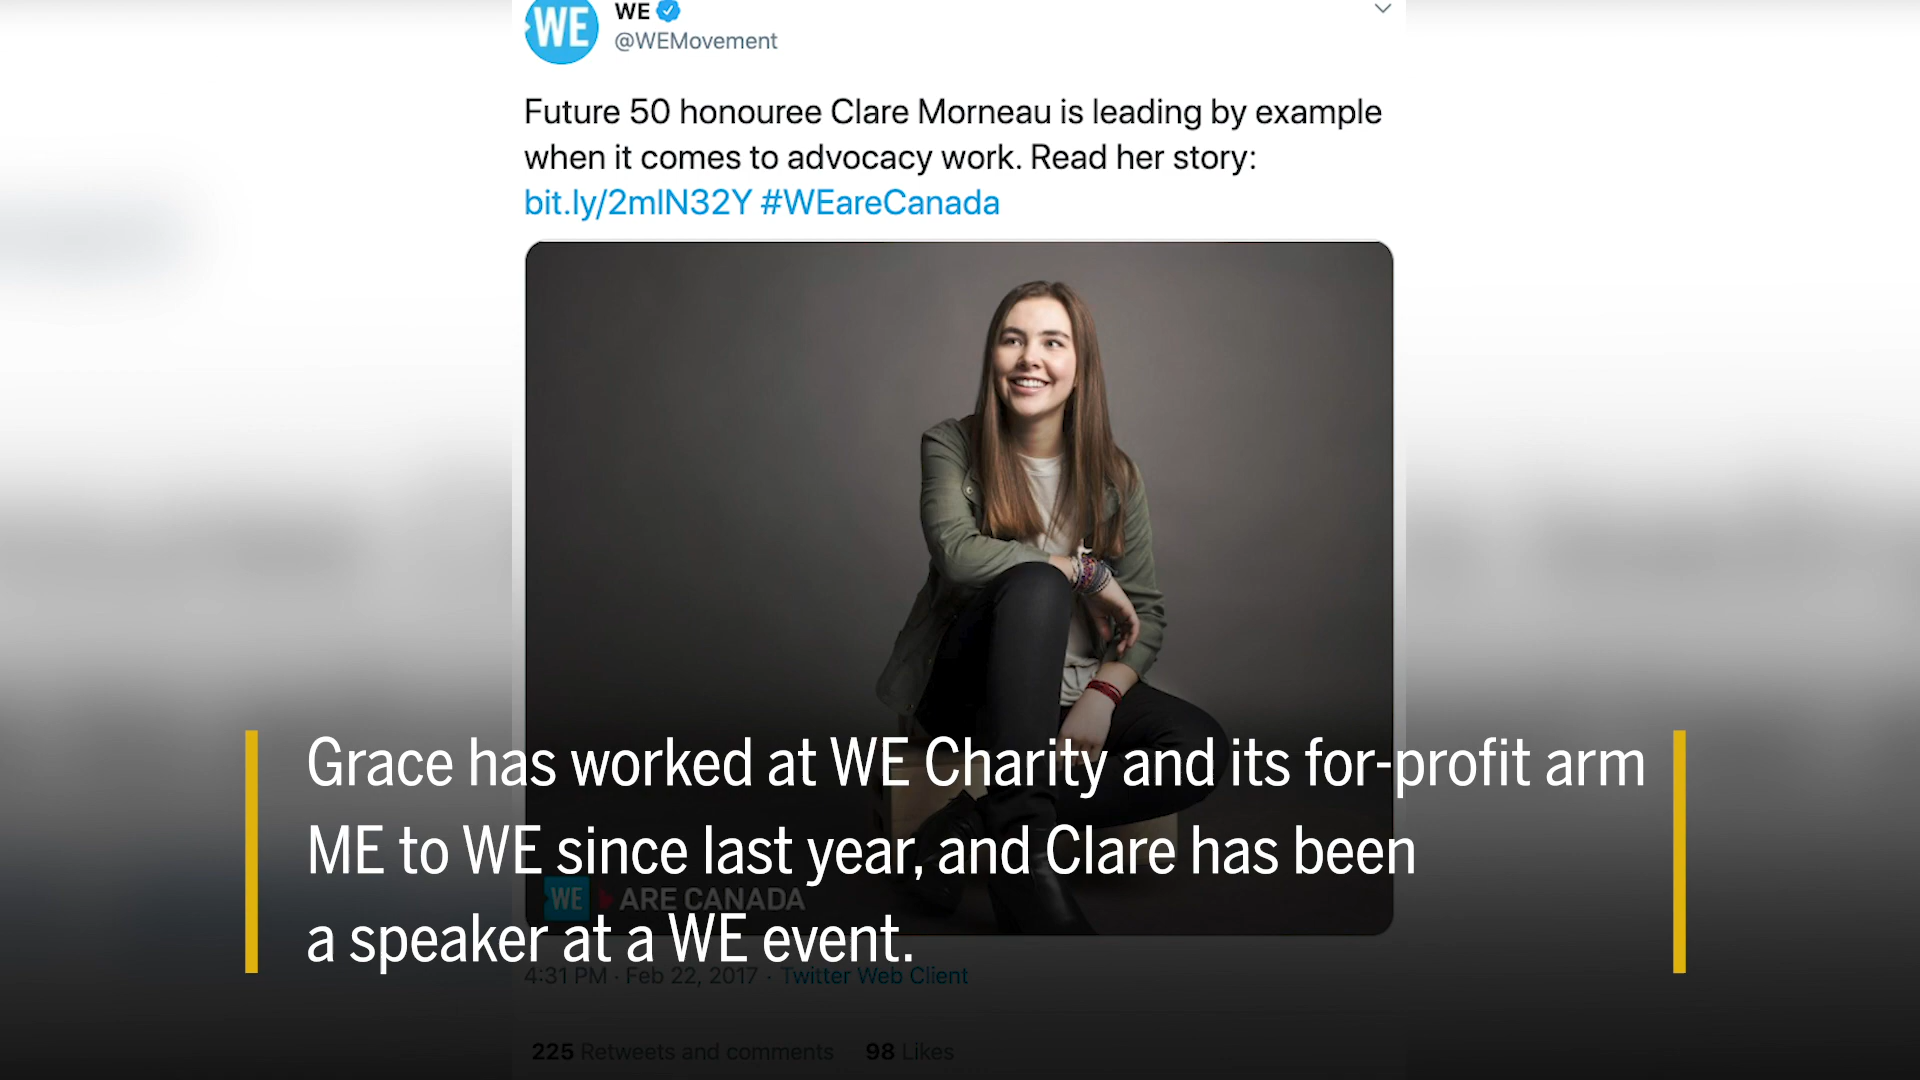 WE
WE
@WEMovement
Future 50 honouree Clare Morneau is leading by example
when it comes to advocacy work. Read her story:
bit.ly/2mlN32Y #WEareCanada
Grace has worked at WE Charity and its for-profit arm
ME to WE since last year, and Clare has been
a speaker at a WE event.
WE ARE CANADA
4:31 PM · Feb 22, 2017 · Twitter Web Client
225 Retweets and comments 98 Likes